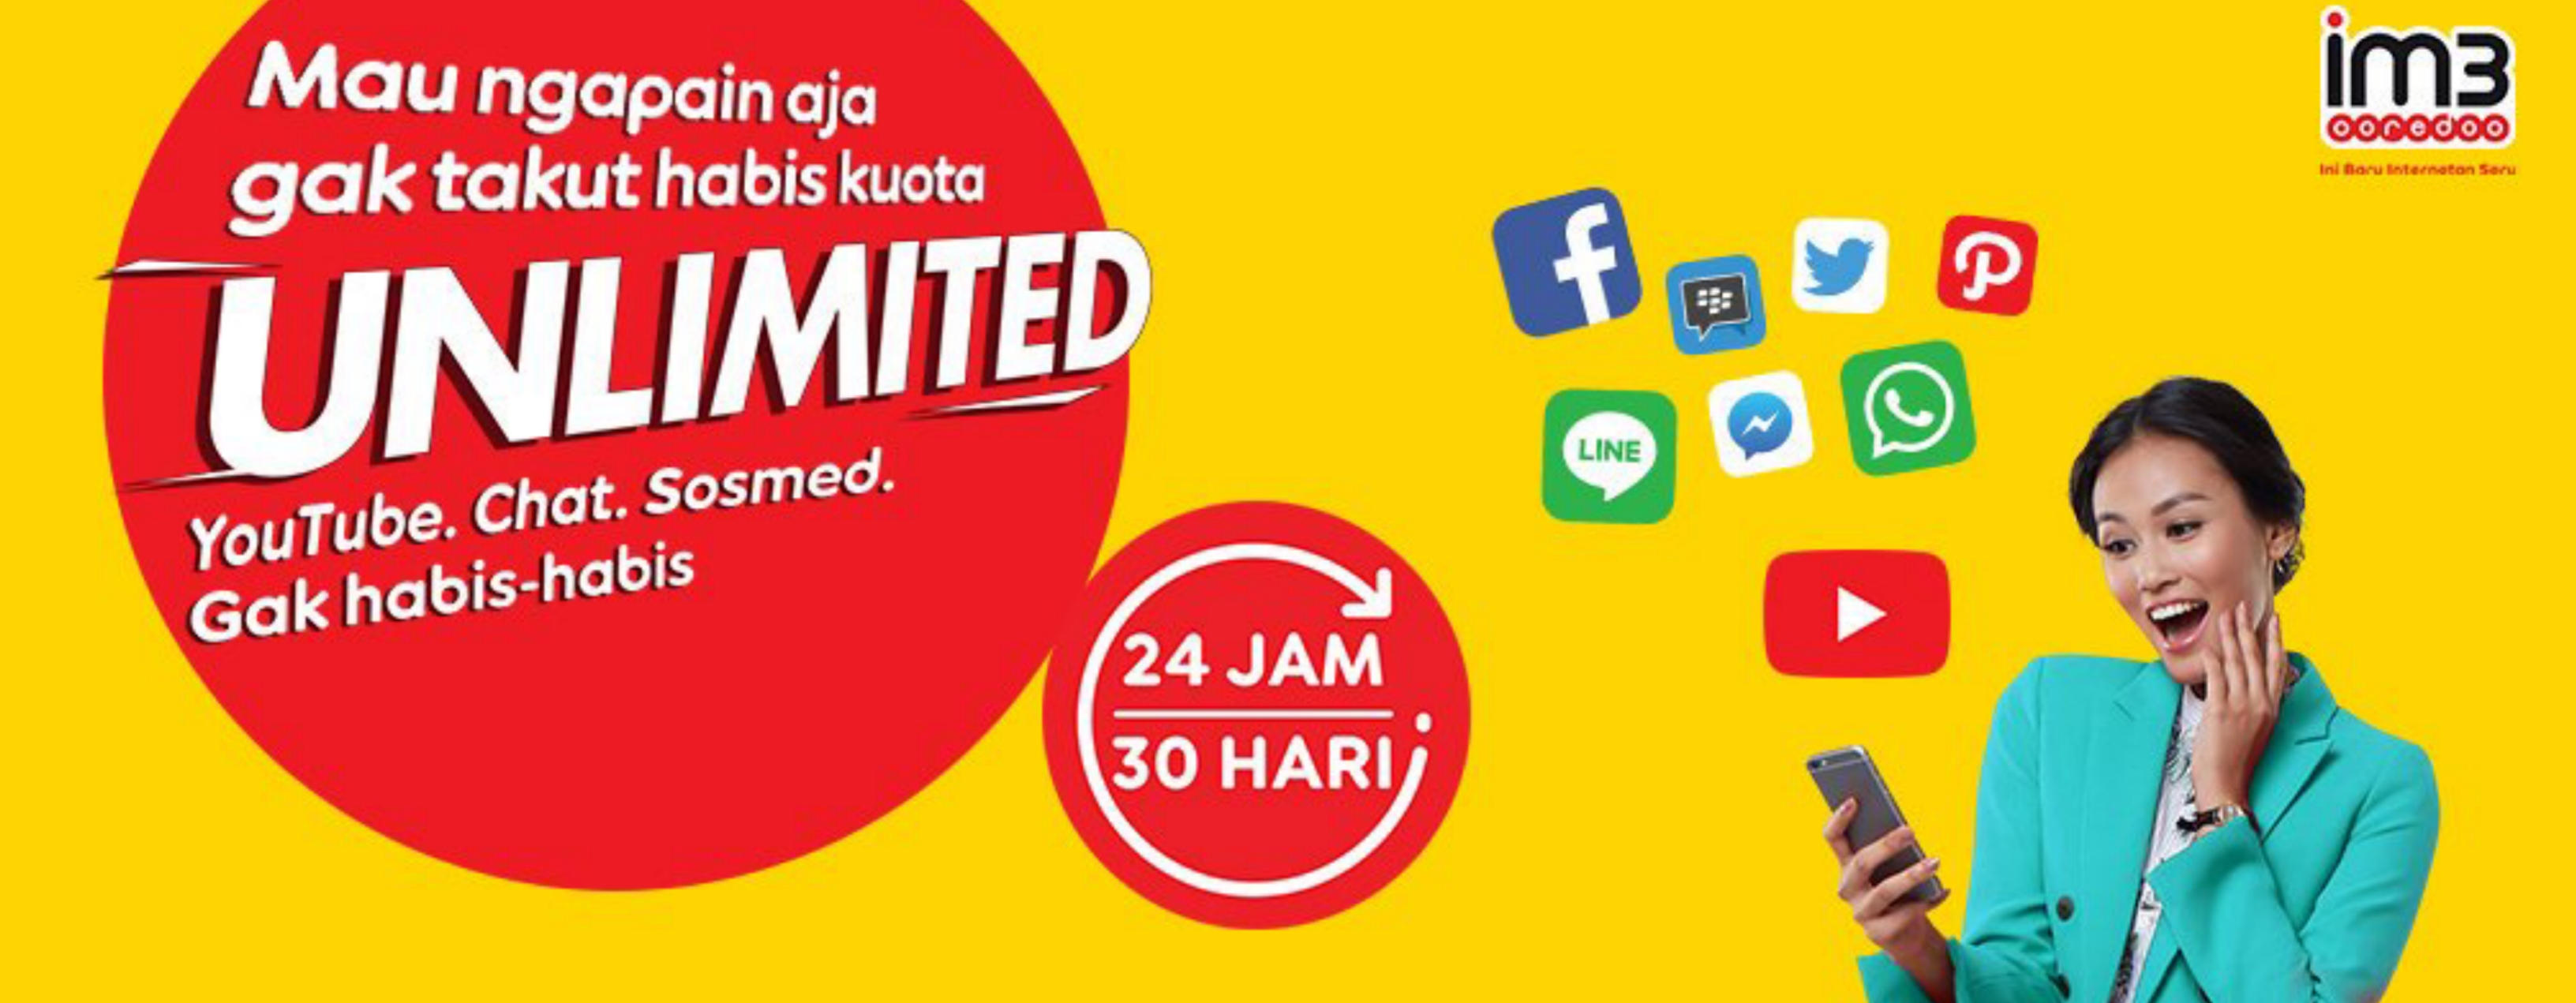 Mau ngapain aja
gak takut habis kuota
UNLIMITED
YouTube. Chat. Sosmed.
Gak habis-habis
24 JAM
30 HARI
LINE
im3
ooredoo
Ini Baru Internetan Seru